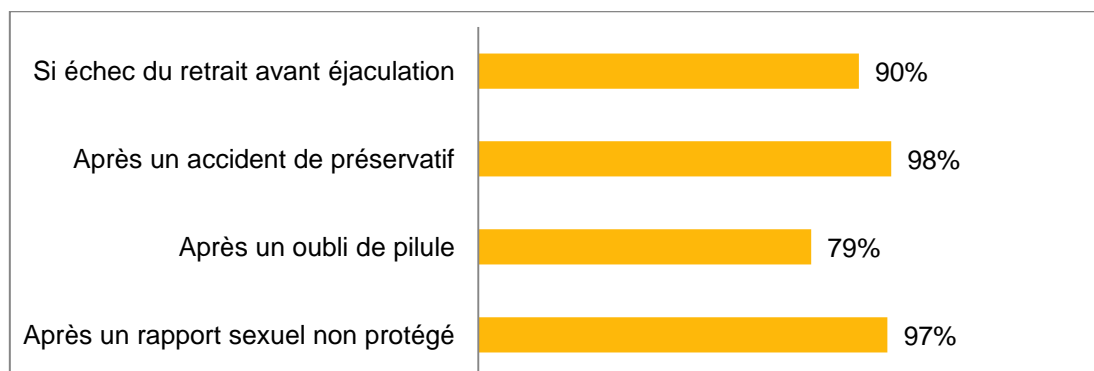 Si échec du retrait avant éjaculation 90%
Après un accident de préservatif 98%
Après un oubli de pilule 79%
Après un rapport sexuel non protégé 97%